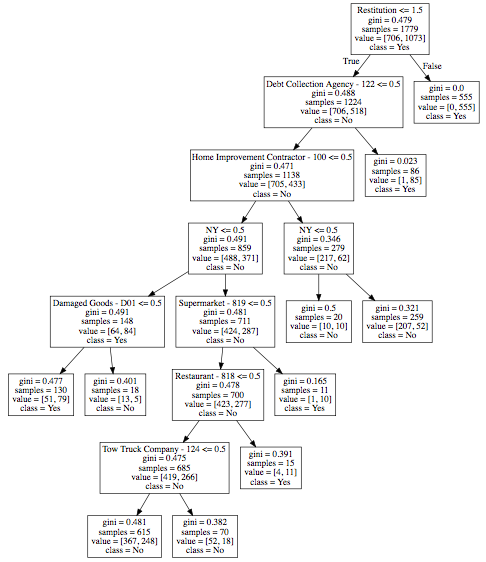 Restitution <= 1.5
gini = 0.479
samples = 1779
value = [706, 1073]
class = Yes
True
False
Debt Collection Agency - 122 <= 0.5
gini = 0.488
samples = 1224
value = [706, 518]
class = No
gini = 0.0
samples = 555
value = [0, 555]
class = Yes
Home Improvement Contractor - 100 <= 0.5
gini = 0.471
samples = 1138
value = [705, 433]
class = No
gini = 0.023
samples = 86
value = [1, 85]
class = Yes
NY <= 0.5
gini = 0.491
samples = 859
value = [488, 371]
class = No
NY <= 0.5
gini = 0.346
samples = 279
value = [217, 62]
class = No
Damaged Goods - D01 <= 0.5
gini = 0.491
samples = 148
value = [64, 84]
class = Yes
Supermarket - 819 <= 0.5
gini = 0.481
samples = 711
value = [424, 287]
class = No
gini = 0.5
samples = 20
value = [10, 10]
class = No
gini = 0.321
samples = 259
value = [207, 52]
class = No
gini = 0.477
samples = 130
value = [51, 79]
class = Yes
gini = 0.401
samples = 18
value = [13, 5]
class = No
Restaurant - 818 <= 0.5
gini = 0.478
samples = 700
value = [423, 277]
class = No
gini = 0.165
samples = 11
value = [1, 10]
class = Yes
Tow Truck Company - 124 <= 0.5
gini = 0.475
samples = 685
value = [419, 266]
class = No
gini = 0.391
samples = 15
value = [4, 11]
class = Yes
gini = 0.481
samples = 615
value = [367, 248]
class = No
gini = 0.382
samples = 70
value = [52, 18]
class = No